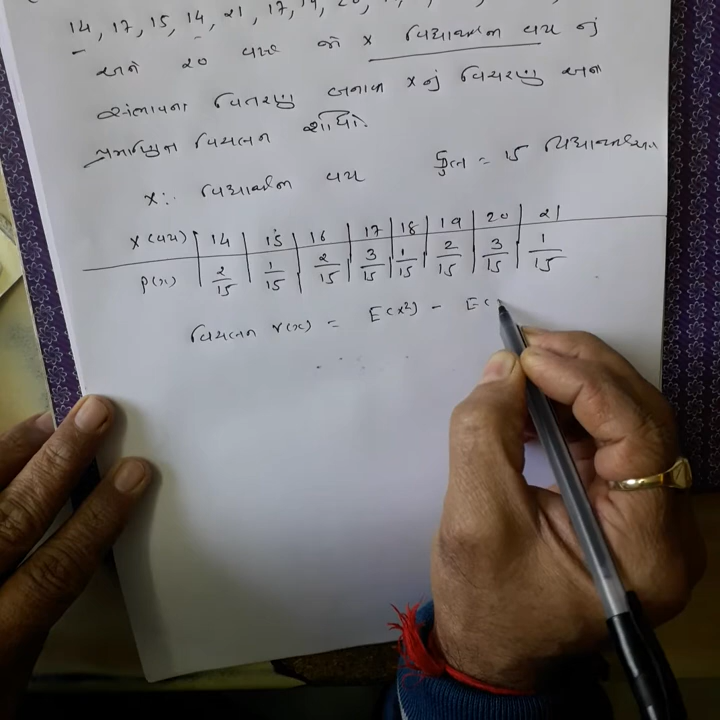 14, 17, 15, 14, 21, 17, 19, 20,
અને 20 વર્ષ છે X વિદ્યાર્થીની વય નું
સંભાવના વિતરણ બનાવો X નું વિચરણ અને
પ્રમાણિત વિચલન શોધો.
X: વિદ્યાર્થીની વય કુલ = 15 વિદ્યાર્થીઓ
X (વય) 14 15 16 17 18 19 20 21
P(x) 2/15 1/15 2/15 3/15 1/15 2/15 3/15 1/15
વિચલન V(x) = E(x²) - E(x